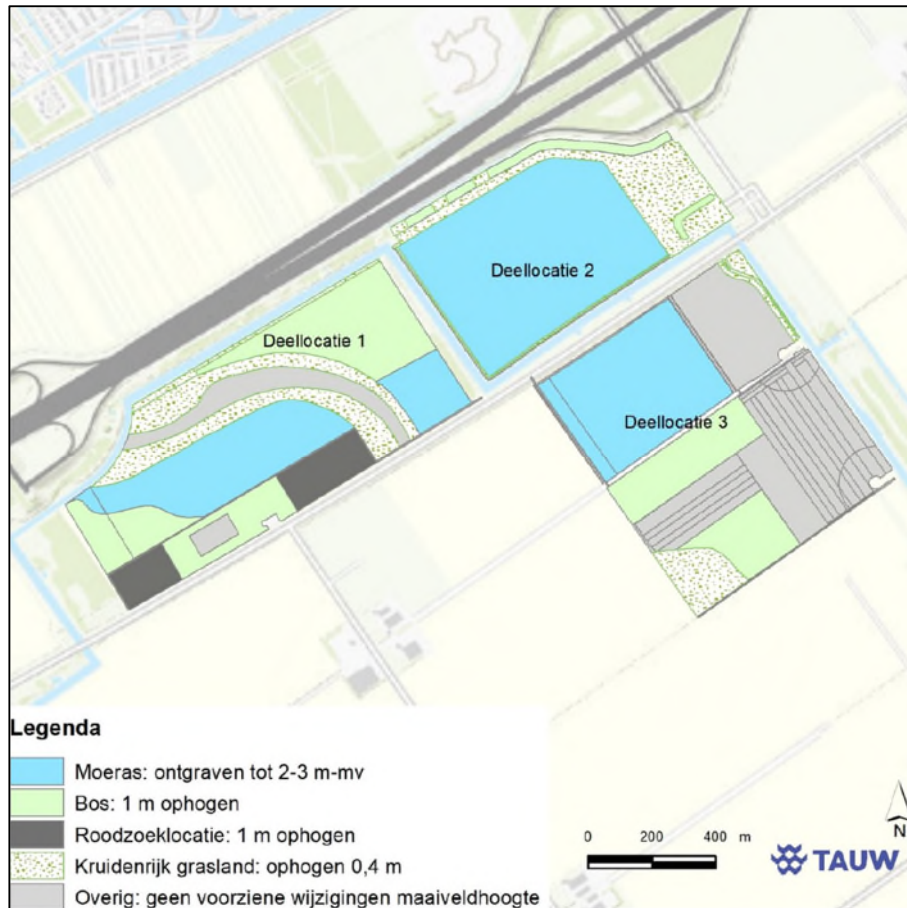 Deellocatie 2
Deellocatie 1
Deellocatie 3
Legenda
Moeras: ontgraven tot 2-3 m-mv
Bos: 1 m ophogen
Roodzoeklocatie: 1 m ophogen
Kruidenrijk grasland: ophogen 0,4 m
Overig: geen voorziene wijzigingen maaiveldhoogte
0 200 400 m
N
TAUW